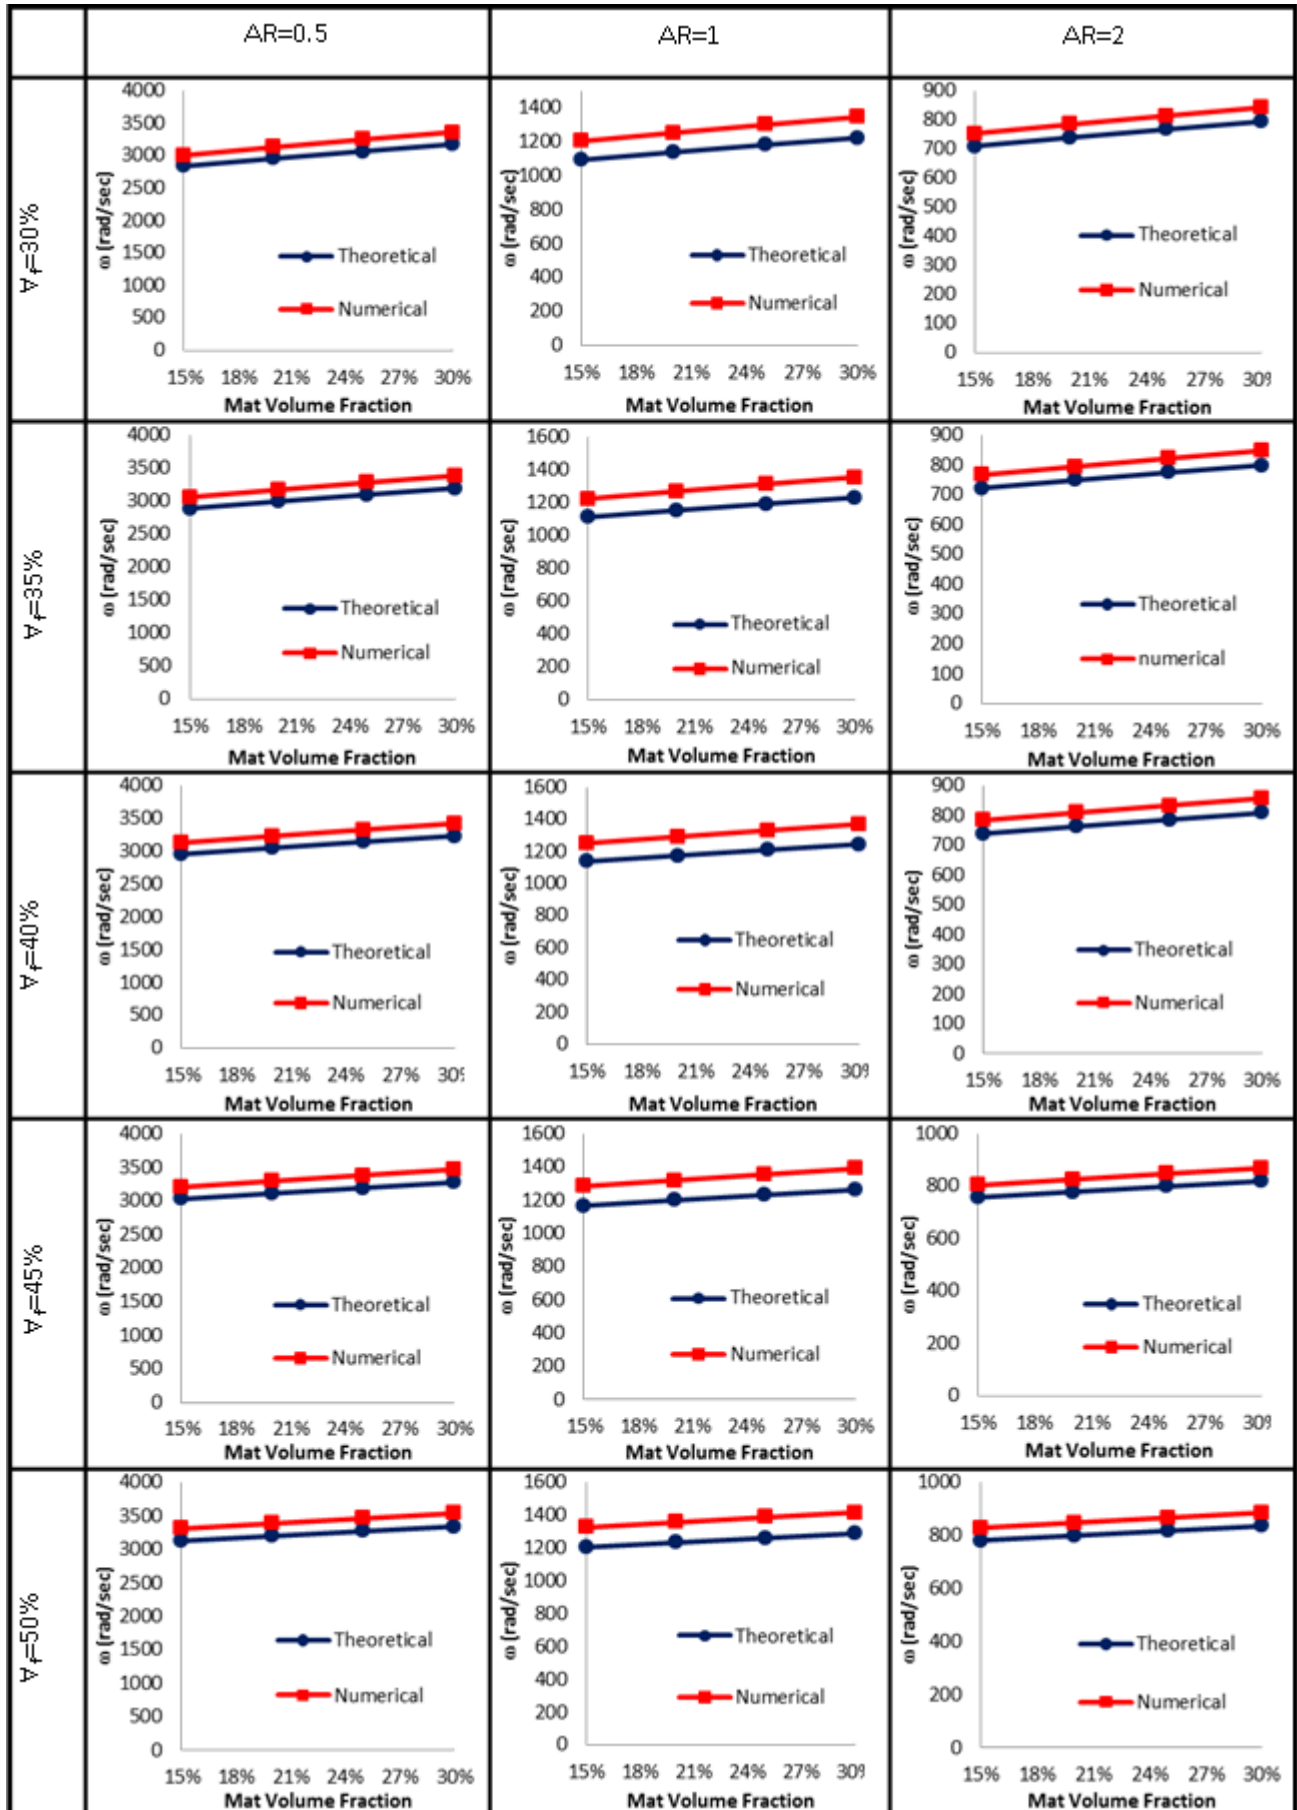 AR=0.5 AR=1 AR=2
∀f=30%
4000
3500
3000
2500
2000
1500
1000
500
0
ω (rad/sec)
Theoretical
Numerical
15% 18% 21% 24% 27% 30%
Mat Volume Fraction
1400
1200
1000
800
600
400
200
0
ω (rad/sec)
Theoretical
Numerical
15% 18% 21% 24% 27% 30%
Mat Volume Fraction
900
800
700
600
500
400
300
200
100
0
ω (rad/sec)
Theoretical
Numerical
15% 18% 21% 24% 27% 30%
Mat Volume Fraction
∀f=35%
4000
3500
3000
2500
2000
1500
1000
500
0
ω (rad/sec)
Theoretical
Numerical
15% 18% 21% 24% 27% 30%
Mat Volume Fraction
1600
1400
1200
1000
800
600
400
200
0
ω (rad/sec)
Theoretical
Numerical
15% 18% 21% 24% 27% 30%
Mat Volume Fraction
900
800
700
600
500
400
300
200
100
0
ω (rad/sec)
Theoretical
numerical
15% 18% 21% 24% 27% 30%
Mat Volume Fraction
∀f=40%
4000
3500
3000
2500
2000
1500
1000
500
0
ω (rad/sec)
Theoretical
Numerical
15% 18% 21% 24% 27% 30%
Mat Volume Fraction
1600
1400
1200
1000
800
600
400
200
0
ω (rad/sec)
Theoretical
Numerical
15% 18% 21% 24% 27% 30%
Mat Volume Fraction
900
800
700
600
500
400
300
200
100
0
ω (rad/sec)
Theoretical
Numerical
15% 18% 21% 24% 27% 30%
Mat Volume Fraction
∀f=45%
4000
3500
3000
2500
2000
1500
1000
500
0
ω (rad/sec)
Theoretical
Numerical
15% 18% 21% 24% 27% 30%
Mat Volume Fraction
1600
1400
1200
1000
800
600
400
200
0
ω (rad/sec)
Theoretical
Numerical
15% 18% 21% 24% 27% 30%
Mat Volume Fraction
1000
800
600
400
200
0
ω (rad/sec)
Theoretical
Numerical
15% 18% 21% 24% 27% 30%
Mat Volume Fraction
∀f=50%
4000
3500
3000
2500
2000
1500
1000
500
0
ω (rad/sec)
Theoretical
Numerical
15% 18% 21% 24% 27% 30%
Mat Volume Fraction
1600
1400
1200
1000
800
600
400
200
0
ω (rad/sec)
Theoretical
Numerical
15% 18% 21% 24% 27% 30%
Mat Volume Fraction
1000
800
600
400
200
0
ω (rad/sec)
Theoretical
Numerical
15% 18% 21% 24% 27% 30%
Mat Volume Fraction